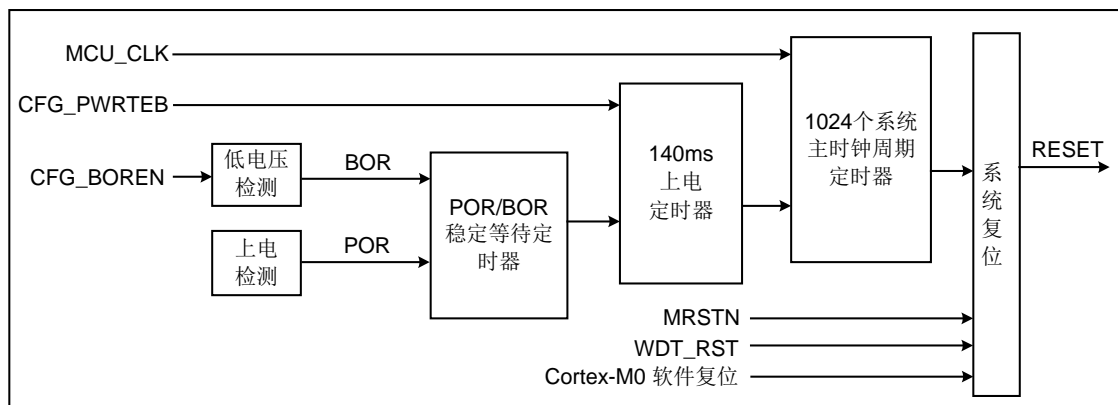 MCU_CLK
CFG_PWRTEB
CFG_BOREN
低电压
检测
BOR
上电
检测
POR
POR/BOR
稳定等待定
时器
140ms
上电
定时器
1024个系统
主时钟周期
定时器
系
统
复
位
RESET
MRSTN
WDT_RST
Cortex-M0 软件复位